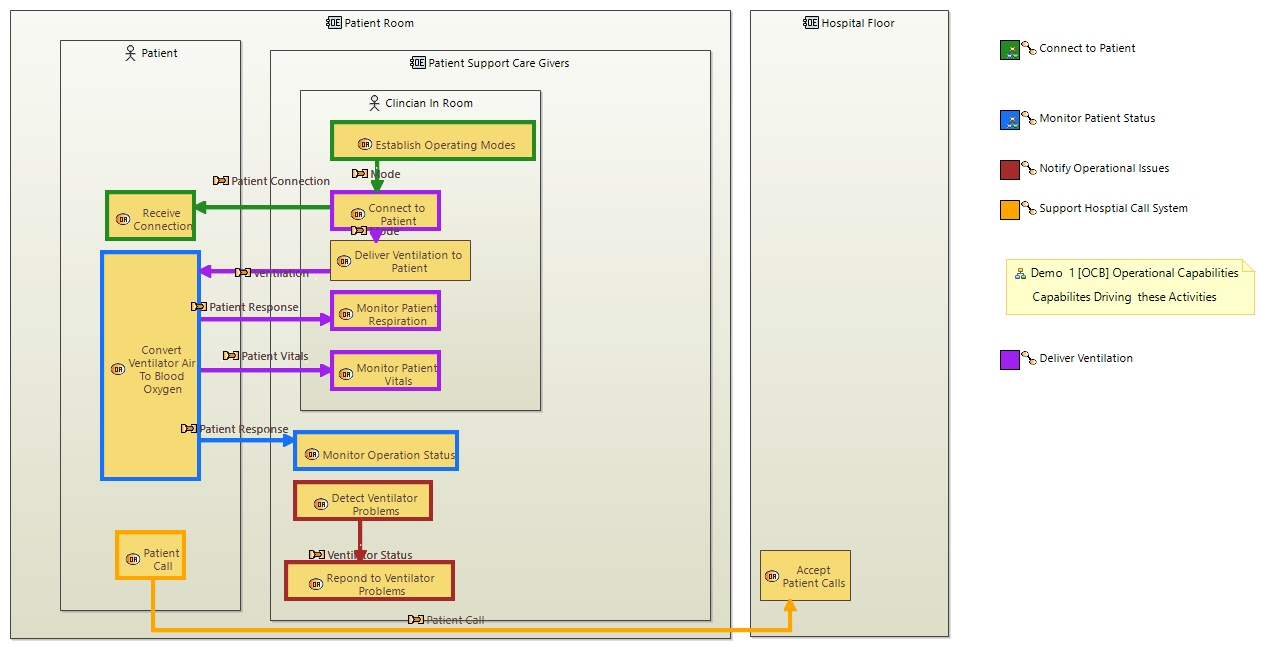 Patient Room
Hospital Floor
Patient
Patient Support Care Givers
Clincian In Room
Establish Operating Modes
Mode
Patient Connection
Receive
Connection
Connect to
Patient
Mode
Deliver Ventilation to
Patient
Ventilation
Patient Response
Monitor Patient
Respiration
Convert
Ventilator Air
To Blood
Oxygen
Patient Vitals
Monitor Patient
Vitals
Patient Response
Monitor Operation Status
Detect Ventilator
Problems
Ventilator Status
Patient
Call
Repond to Ventilator
Problems
Accept
Patient Calls
Patient Call
Connect to Patient
Monitor Patient Status
Notify Operational Issues
Support Hosptial Call System
Demo 1 [OCB] Operational Capabilities
Capabilites Driving these Activities
Deliver Ventilation